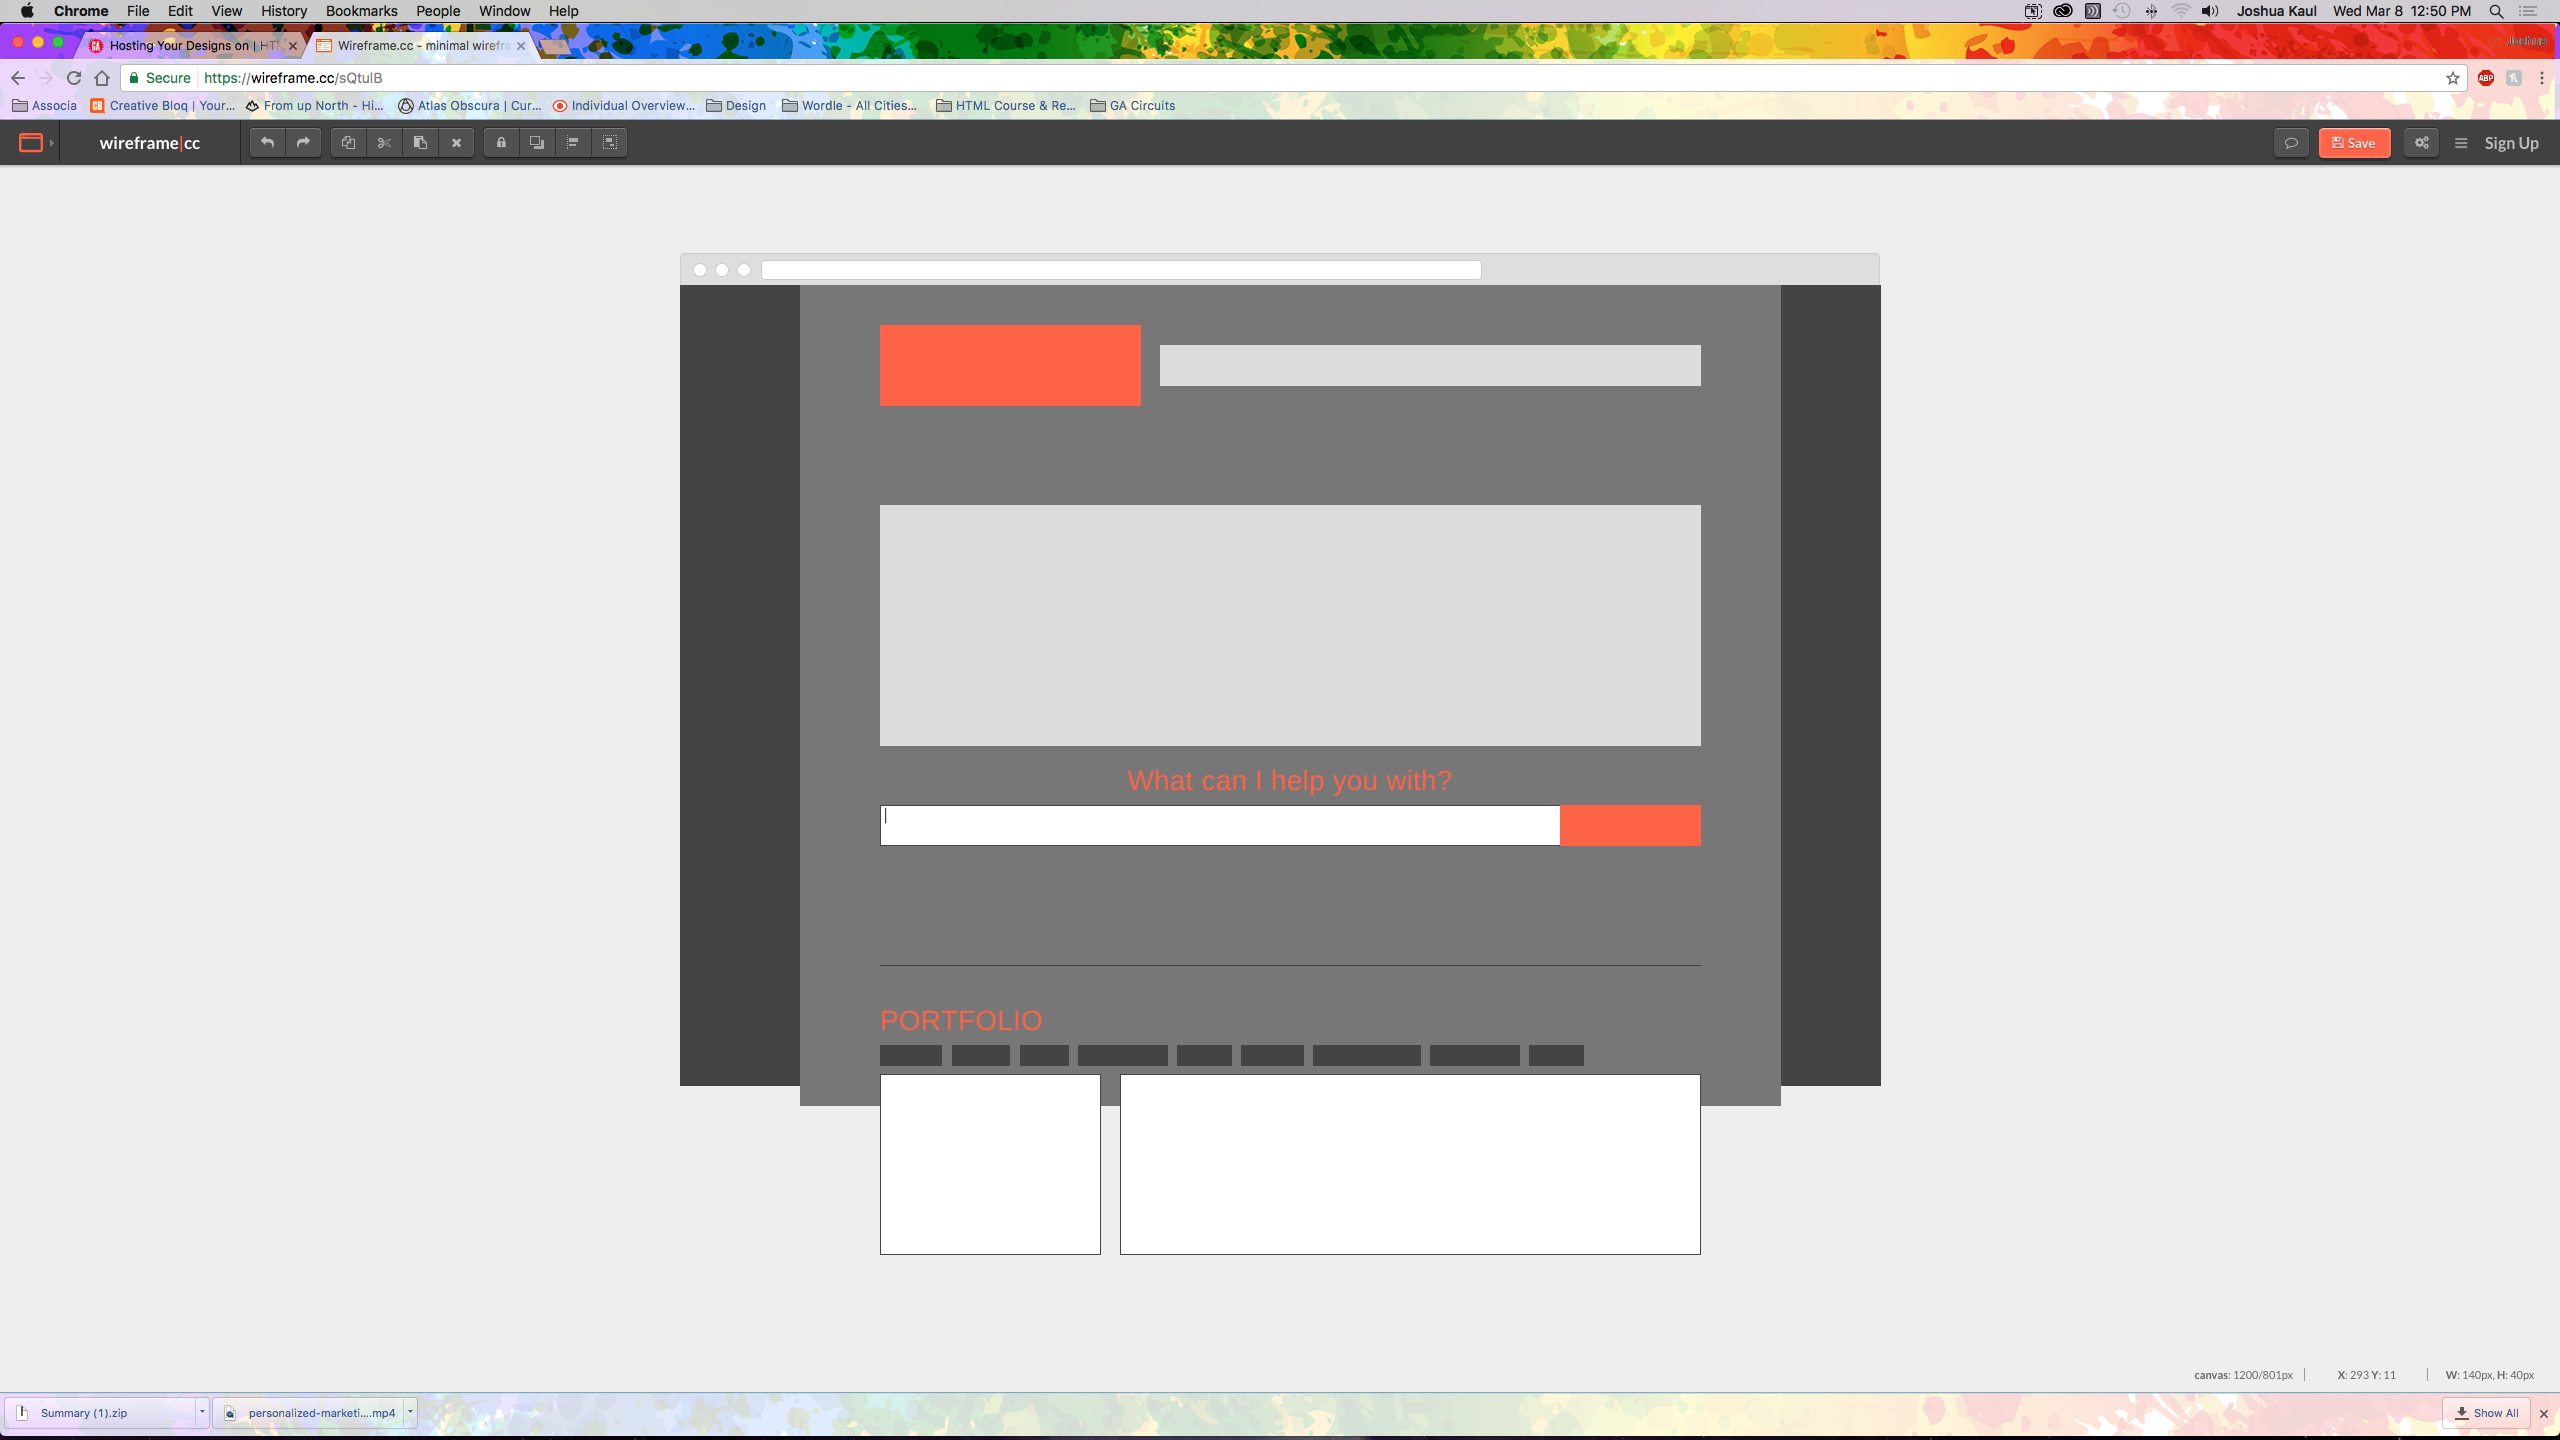 Chrome File Edit View History Bookmarks People Window Help Joshua Kaul Wed Mar 8 12:50 PM
Hosting Your Designs on | HTM Wireframe.cc - minimal wirefra Joshua
Secure https://wireframe.cc/sQtulB ABP
Associa Creative Bloq | Your... From up North - Hi... Atlas Obscura | Cur... Individual Overview... Design Wordle - All Cities... HTML Course & Re... GA Circuits
wireframe|cc Save Sign Up
What can I help you with?
PORTFOLIO
canvas: 1200/801px X: 293 Y: 11 W: 140px, H: 40px
Summary (1).zip personalized-marketi....mp4 Show All